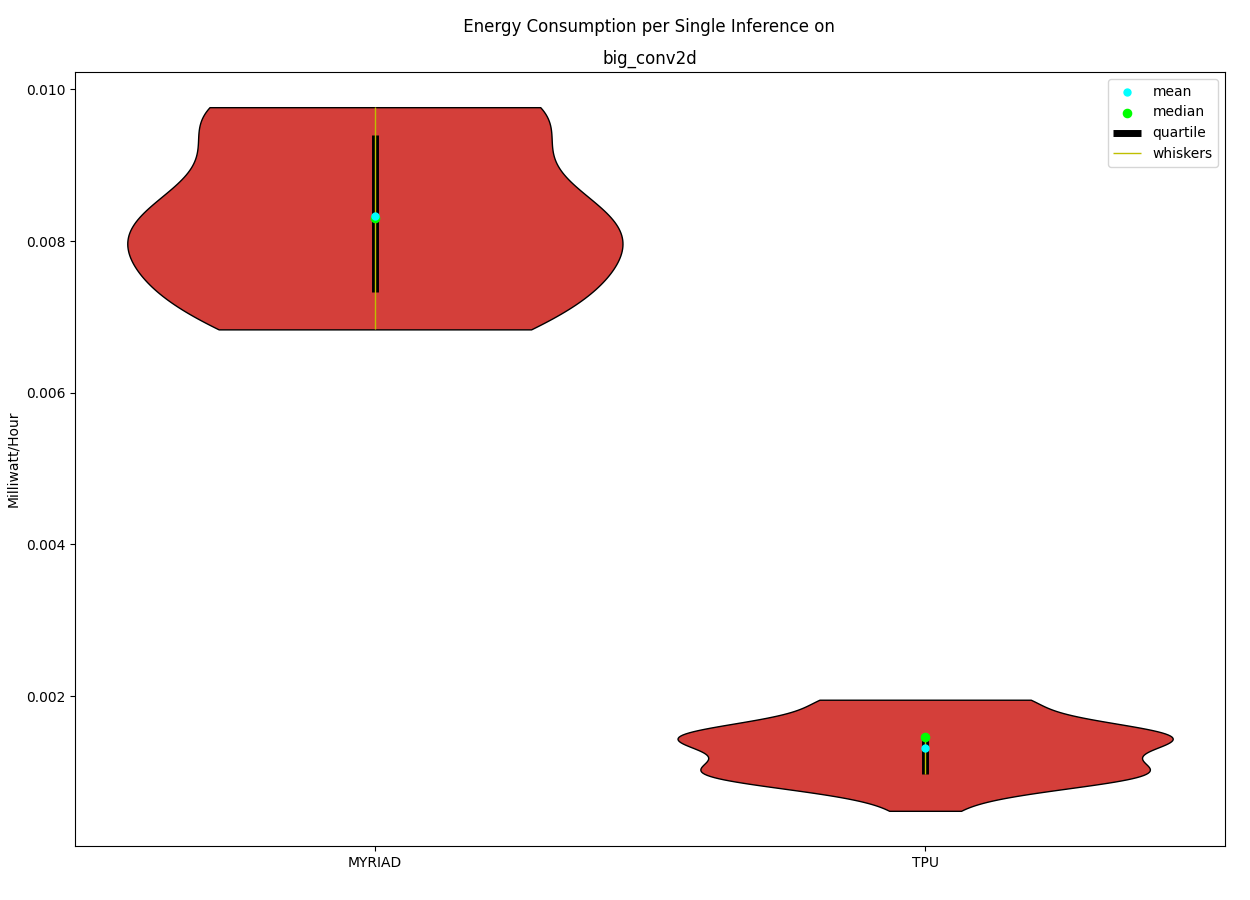 Energy Consumption per Single Inference on
big_conv2d
mean
median
quartile
whiskers
0.010
0.008
0.006
0.004
0.002
Milliwatt/Hour
MYRIAD
TPU